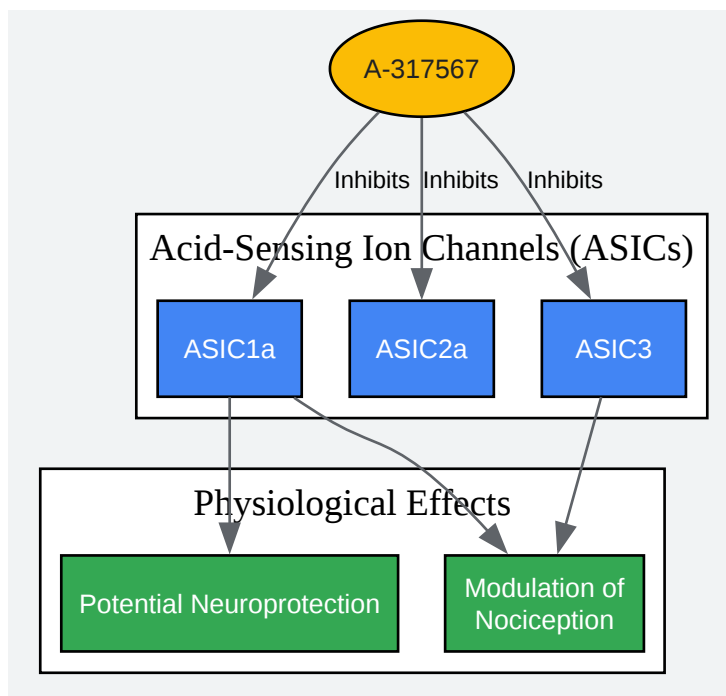 A-317567
Inhibits Inhibits Inhibits
Acid-Sensing Ion Channels (ASICs)
ASIC1a ASIC2a ASIC3
Physiological Effects
Potential Neuroprotection
Modulation of
Nociception